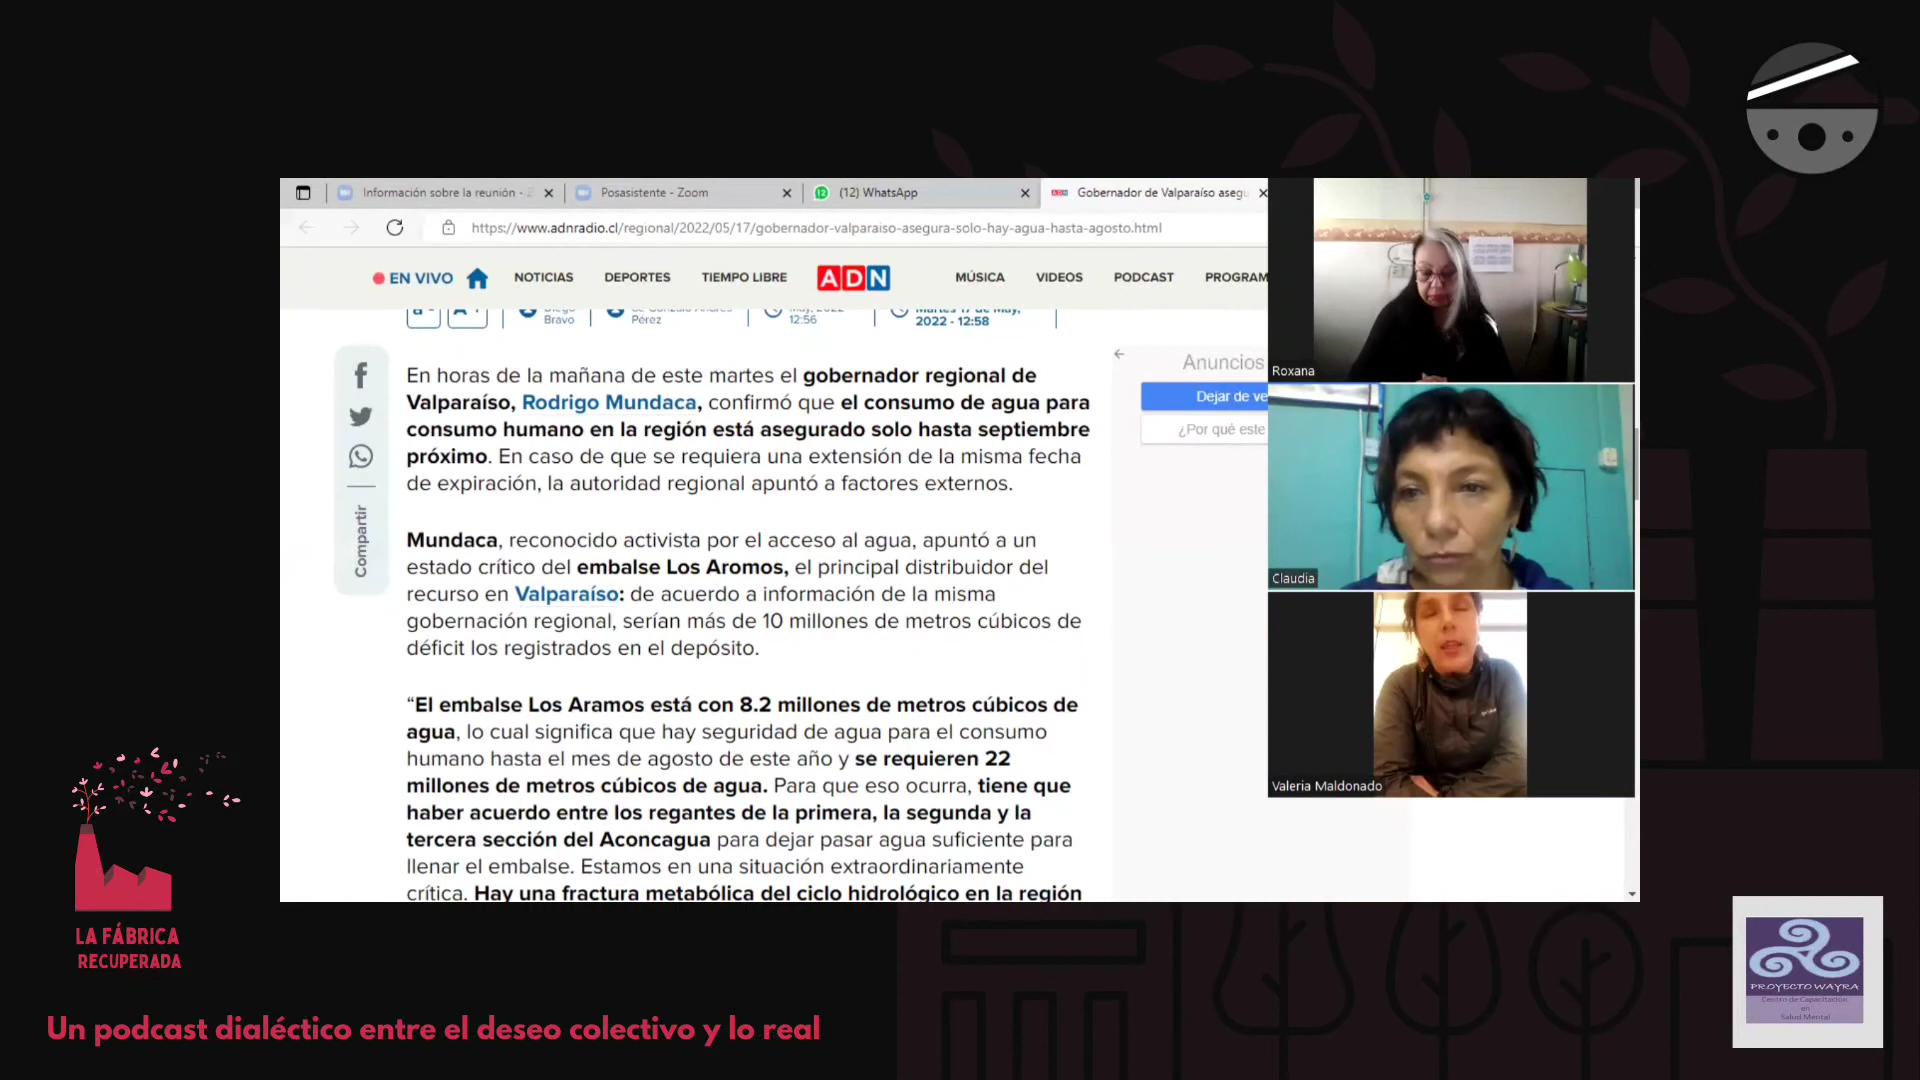 Información sobre la reunión - Z
Posasistente - Zoom
(12) WhatsApp
Gobernador de Valparaíso asegu
https://www.adnradio.cl/regional/2022/05/17/gobernador-valparaiso-asegura-solo-hay-agua-hasta-agosto.html
EN VIVO NOTICIAS DEPORTES TIEMPO LIBRE ADN MÚSICA VIDEOS PODCAST PROGRAM
Bravo
Pérez
12:56
Martes 17 de May,
2022 - 12:58
Compartir
En horas de la mañana de este martes el gobernador regional de
Valparaíso, Rodrigo Mundaca, confirmó que el consumo de agua para
consumo humano en la región está asegurado solo hasta septiembre
próximo. En caso de que se requiera una extensión de la misma fecha
de expiración, la autoridad regional apuntó a factores externos.
Mundaca, reconocido activista por el acceso al agua, apuntó a un
estado crítico del embalse Los Aromos, el principal distribuidor del
recurso en Valparaíso: de acuerdo a información de la misma
gobernación regional, serían más de 10 millones de metros cúbicos de
déficit los registrados en el depósito.
“El embalse Los Aramos está con 8.2 millones de metros cúbicos de
agua, lo cual significa que hay seguridad de agua para el consumo
humano hasta el mes de agosto de este año y se requieren 22
millones de metros cúbicos de agua. Para que eso ocurra, tiene que
haber acuerdo entre los regantes de la primera, la segunda y la
tercera sección del Aconcagua para dejar pasar agua suficiente para
llenar el embalse. Estamos en una situación extraordinariamente
crítica. Hay una fractura metabólica del ciclo hidrológico en la región
Anuncios
Dejar de ve
¿Por qué este
Roxana
Claudia
Valeria Maldonado
LA FÁBRICA
RECUPERADA
Un podcast dialéctico entre el deseo colectivo y lo real
PROYECTO WAYRA
Centro de Capacitación
en
Salud Mental